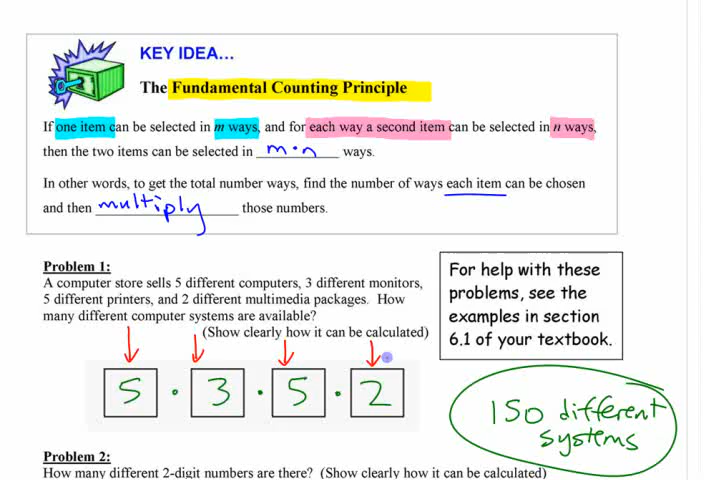 KEY IDEA…
The Fundamental Counting Principle
If one item can be selected in m ways, and for each way a second item can be selected in n ways,
then the two items can be selected in m · n ways.
In other words, to get the total number ways, find the number of ways each item can be chosen
and then multiply those numbers.
Problem 1:
A computer store sells 5 different computers, 3 different monitors,
5 different printers, and 2 different multimedia packages. How
many different computer systems are available?
(Show clearly how it can be calculated)
For help with these
problems, see the
examples in section
6.1 of your textbook.
5 · 3 · 5 · 2
150 different
systems
Problem 2:
How many different 2-digit numbers are there? (Show clearly how it can be calculated)